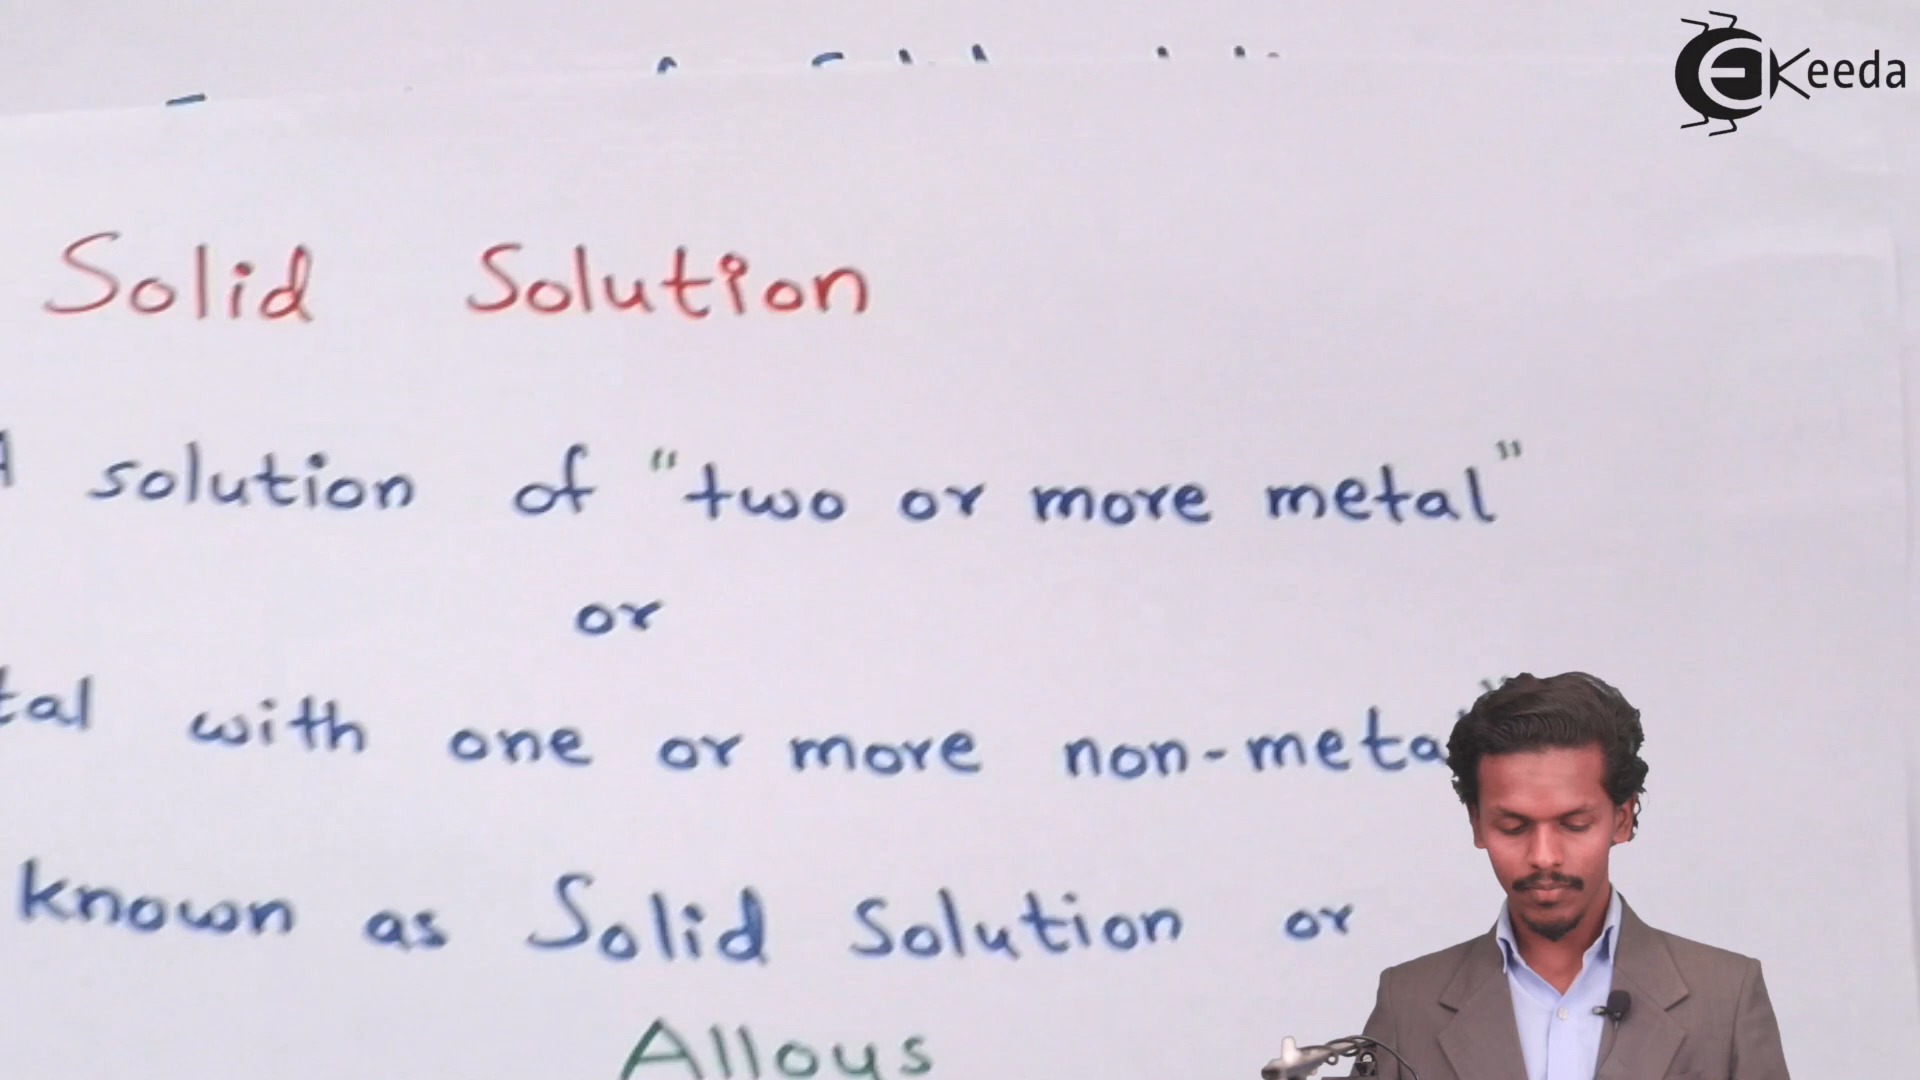 EKeeda
Solid Solution
A solution of "two or more metal"
or
with one or more non-meta
known as Solid Solution or
Alloys